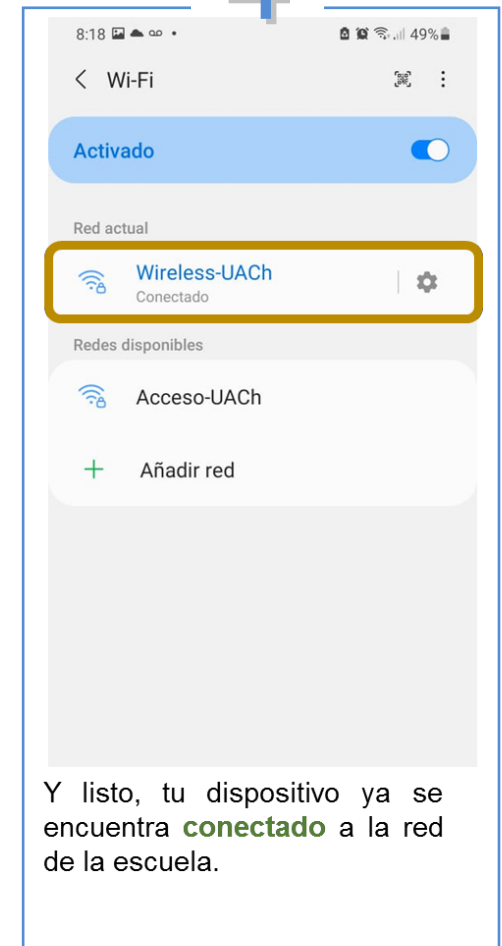 8:18 49%
Wi-Fi
Activado
Red actual
Wireless-UACh
Conectado
Redes disponibles
Acceso-UACh
Añadir red
Y listo, tu dispositivo ya se
encuentra conectado a la red
de la escuela.